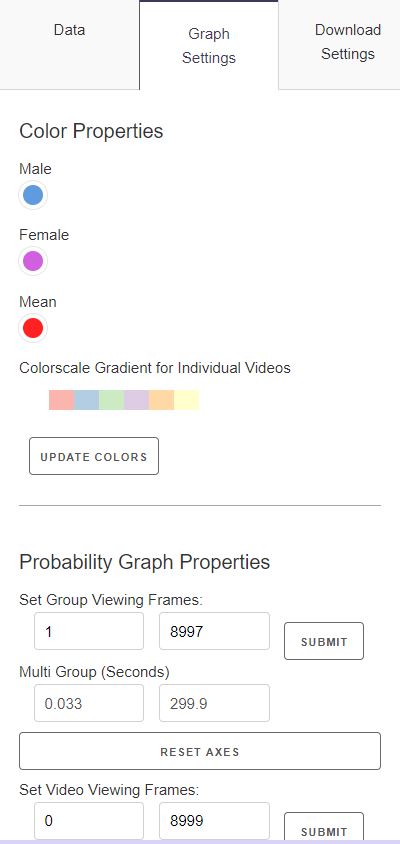 Data
Graph
Settings
Download
Settings
Color Properties
Male
Female
Mean
Colorscale Gradient for Individual Videos
UPDATE COLORS
Probability Graph Properties
Set Group Viewing Frames:
1
8997
SUBMIT
Multi Group (Seconds)
0.033
299.9
RESET AXES
Set Video Viewing Frames:
0
8999
SUBMIT